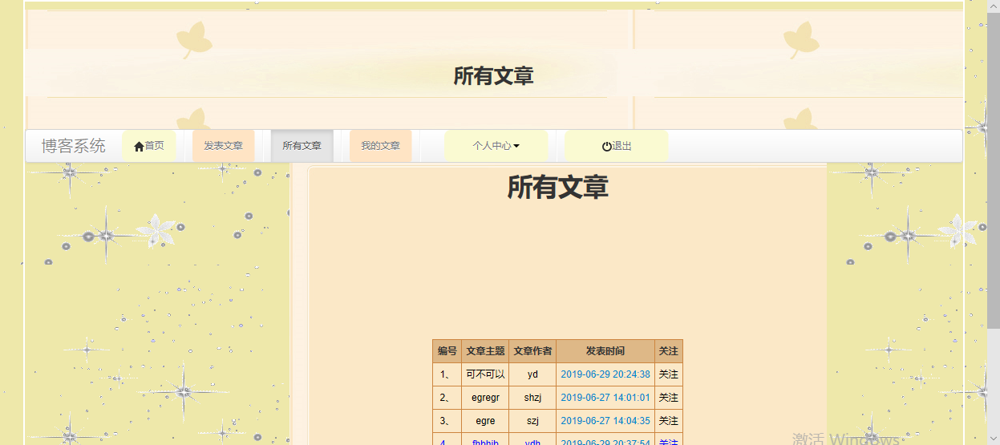 所有文章
博客系统 首页 发表文章 所有文章 我的文章 个人中心 退出
所有文章
编号 文章主题 文章作者 发表时间 关注
1、 可不可以 yd 2019-06-29 20:24:38 关注
2、 egregr shzj 2019-06-27 14:01:01 关注
3、 egre szj 2019-06-27 14:04:35 关注
4、 fhbhjb ydh 2019-06-29 20:37:54 关注
激活 Windows